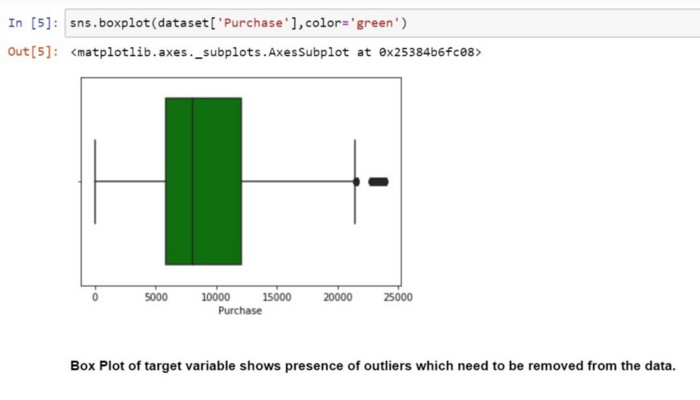 In [5]: sns.boxplot(dataset['Purchase'],color='green')
Out[5]: <matplotlib.axes._subplots.AxesSubplot at 0x25384b6fc08>
0 5000 10000 15000 20000 25000
Purchase
Box Plot of target variable shows presence of outliers which need to be removed from the data.